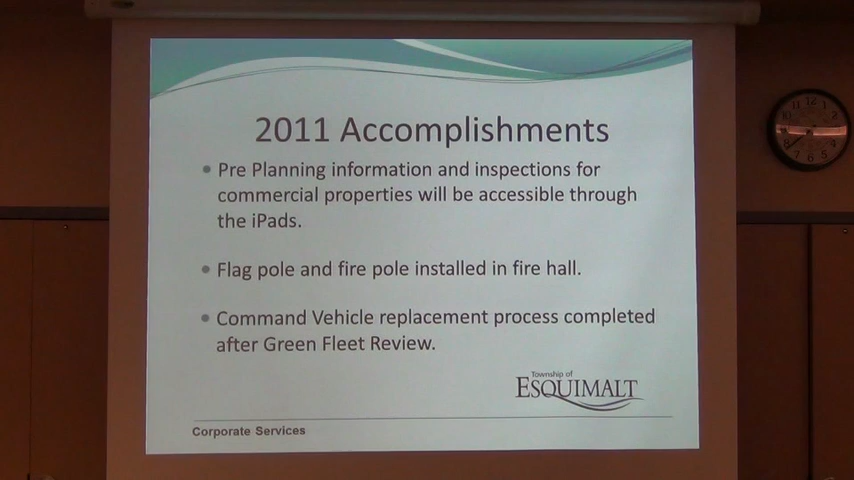 2011 Accomplishments
Pre Planning information and inspections for
commercial properties will be accessible through
the iPads.
Flag pole and fire pole installed in fire hall.
Command Vehicle replacement process completed
after Green Fleet Review.
Township of
ESQUIMALT
Corporate Services